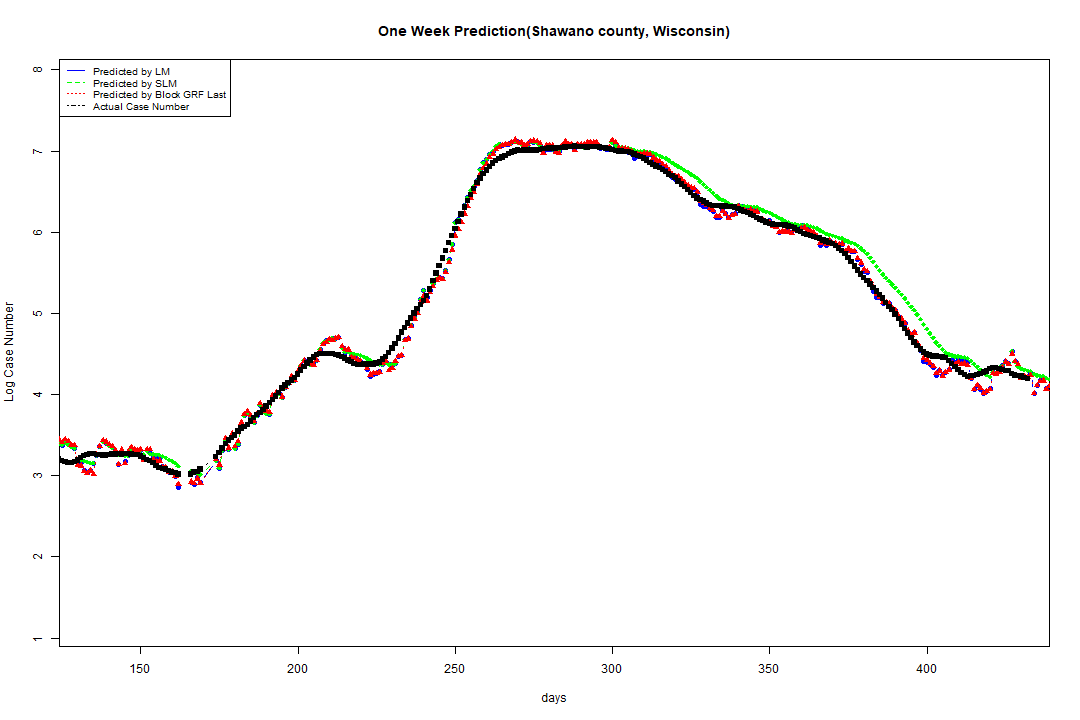 One Week Prediction(Shawano county, Wisconsin)
Predicted by LM
Predicted by SLM
Predicted by Block GRF Last
Actual Case Number
8
7
6
5
4
3
2
1
Log Case Number
150 200 250 300 350 400
days